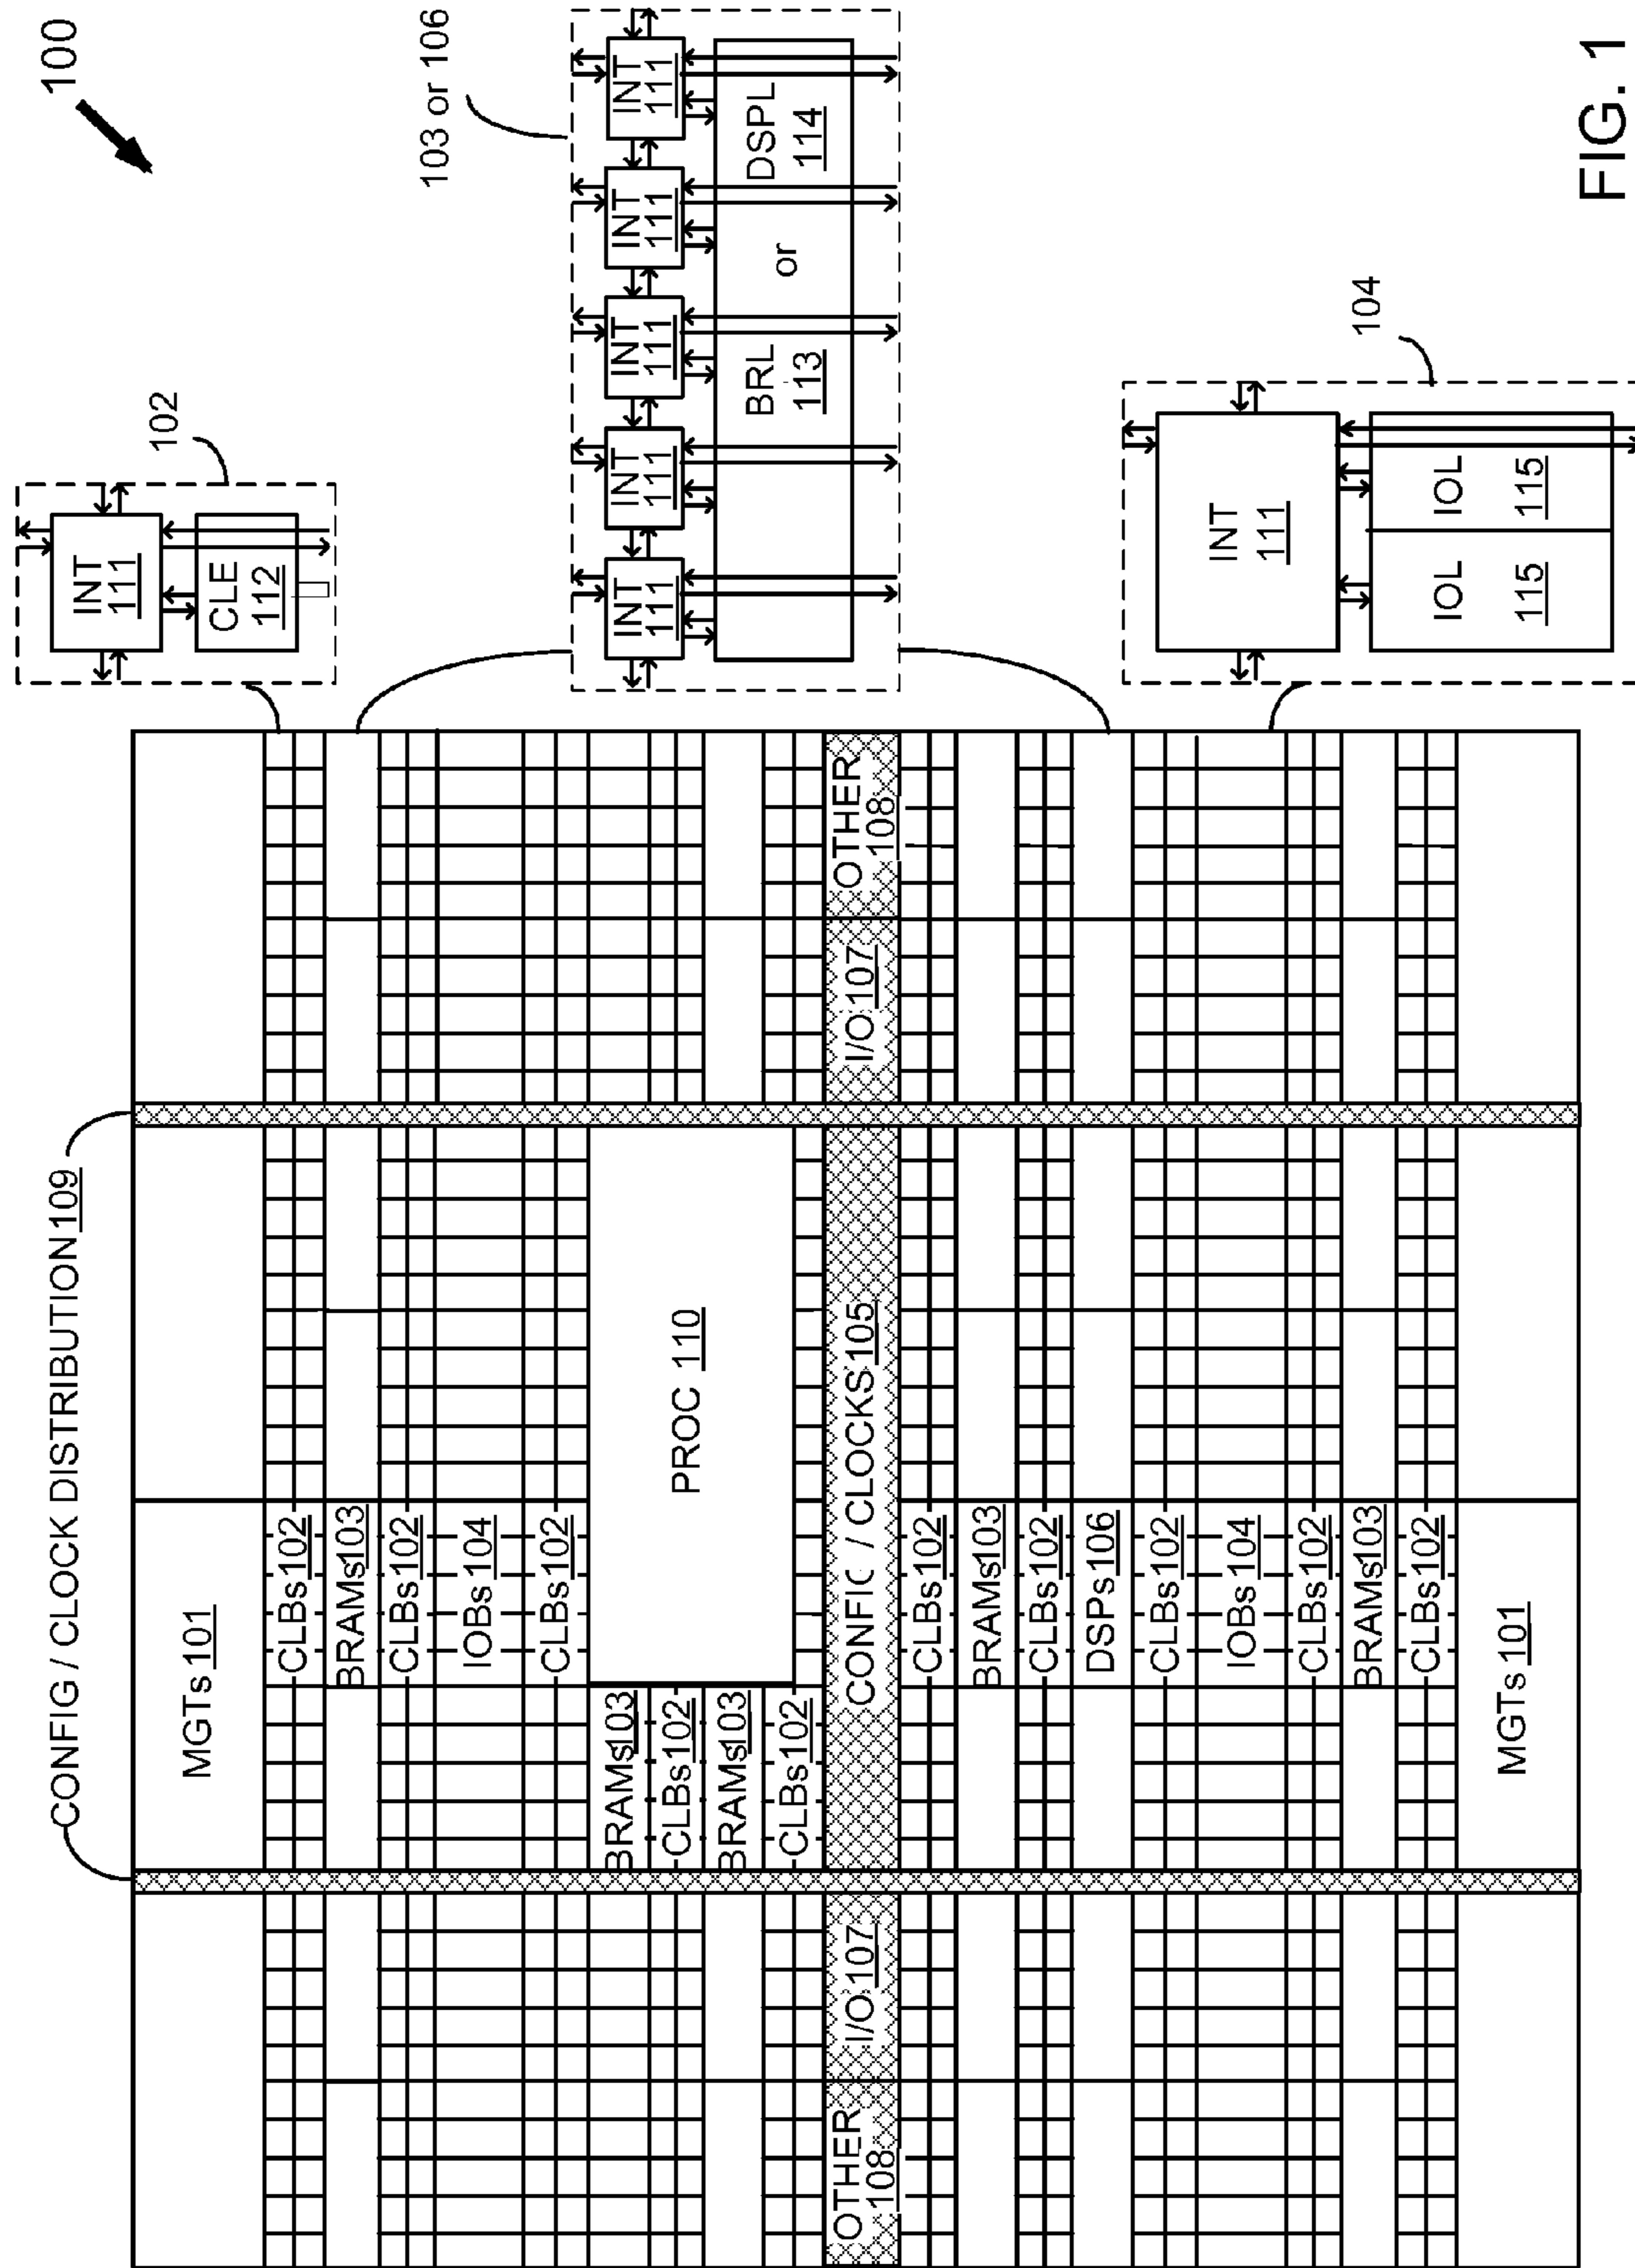 100
CONFIG / CLOCK DISTRIBUTION 109
MGTs 101
CLBs 102
BRAMs 103
CLBs 102
IOBs 104
CLBs 102
BRAMs 103
CLBs 102
BRAMs 103
CLBs 102
PROC 110
OTHER
108
I/O 107
CONFIG / CLOCKS 105
I/O 107
OTHER
108
CLBs 102
BRAMs 103
CLBs 102
DSPs 106
CLBs 102
IOBs 104
CLBs 102
BRAMs 103
CLBs 102
MGTs 101
102
INT
111
CLE
112
103 or 106
INT
111
INT
111
INT
111
INT
111
INT
111
BRL
113
or
DSPL
114
104
INT
111
IOL
115
IOL
115
FIG. 1